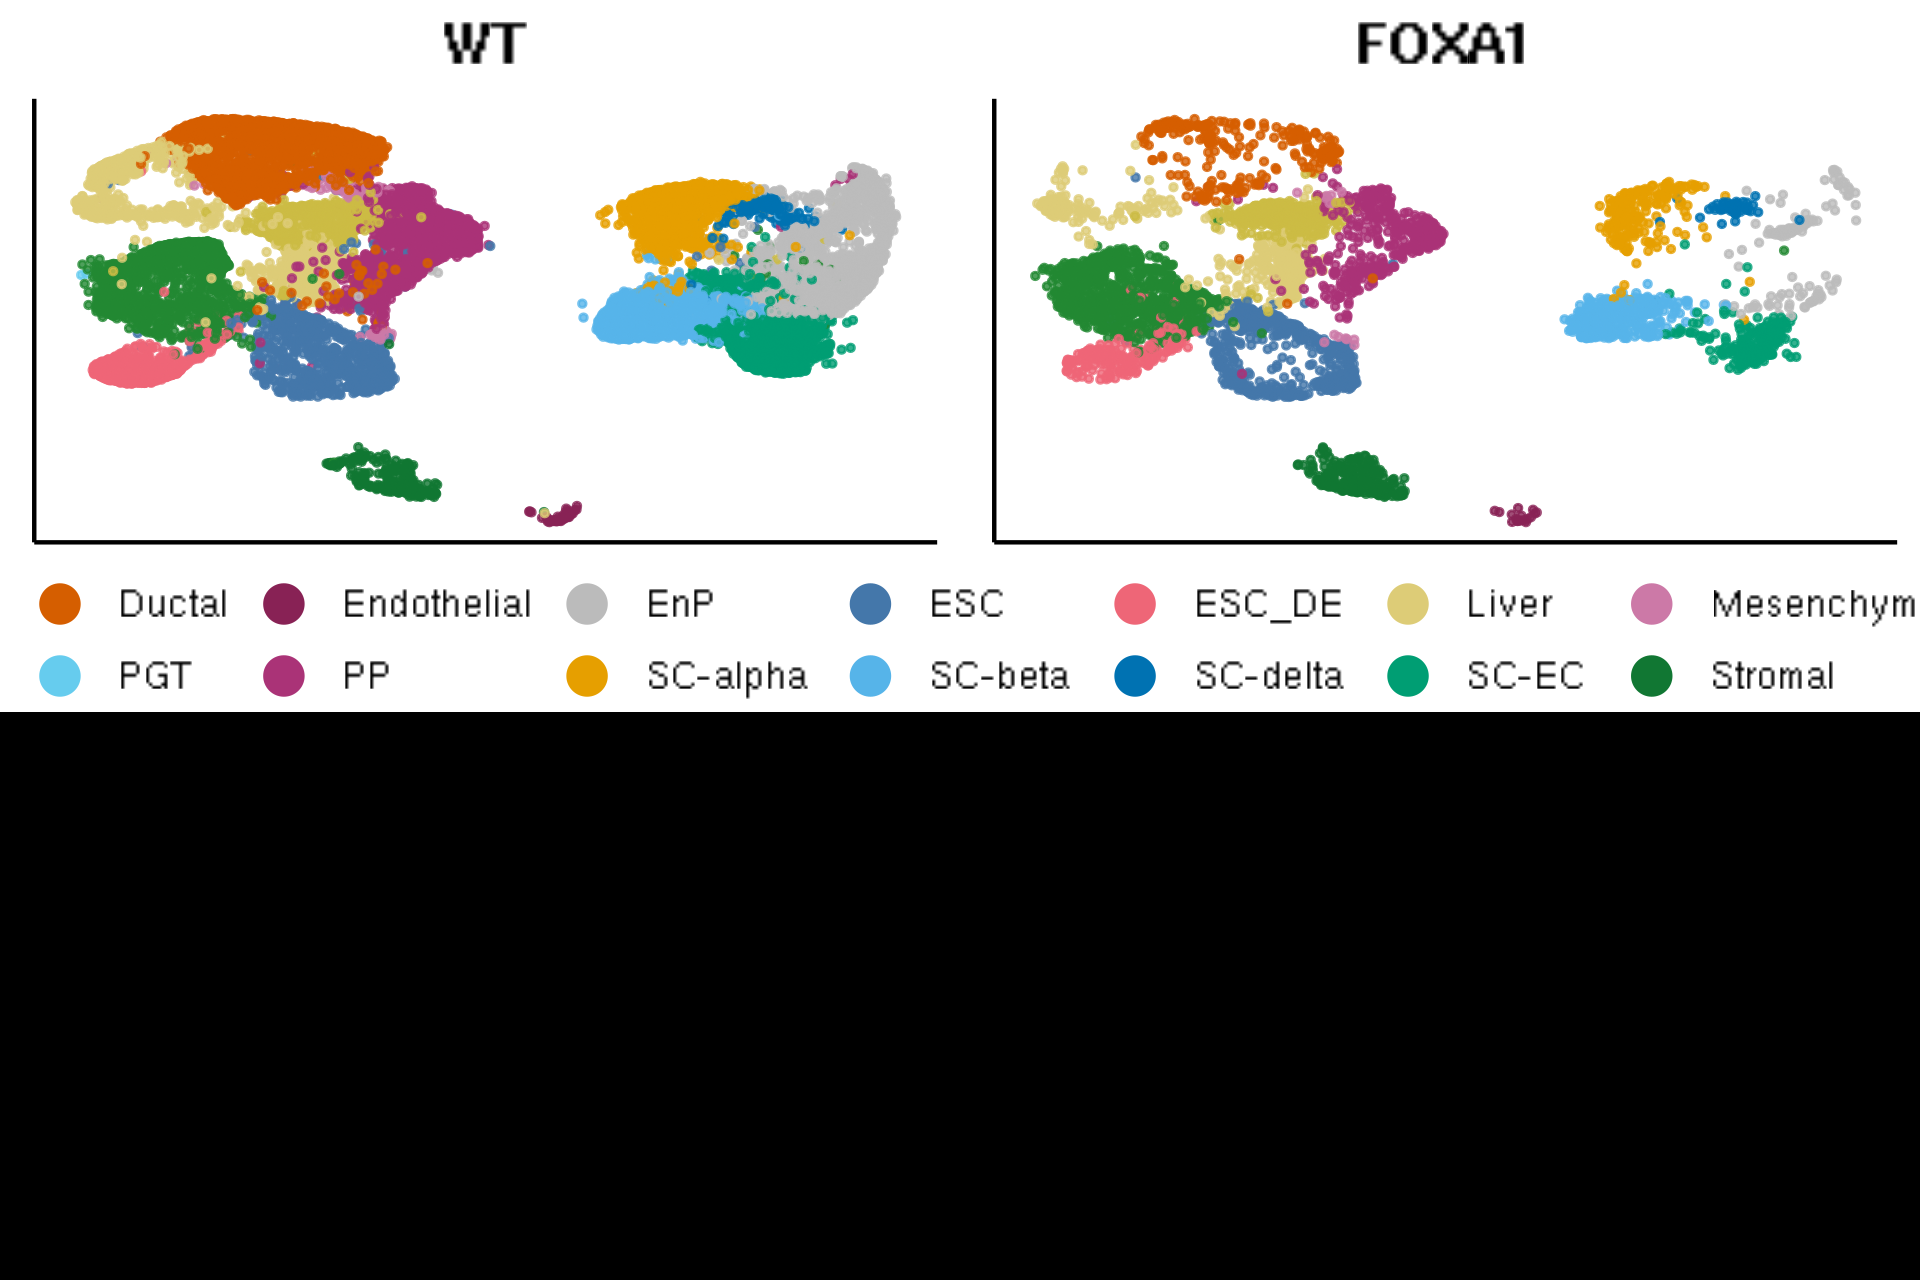 WT FOXA1
Ductal Endothelial EnP ESC ESC_DE Liver Mesenchym
PGT PP SC-alpha SC-beta SC-delta SC-EC Stromal